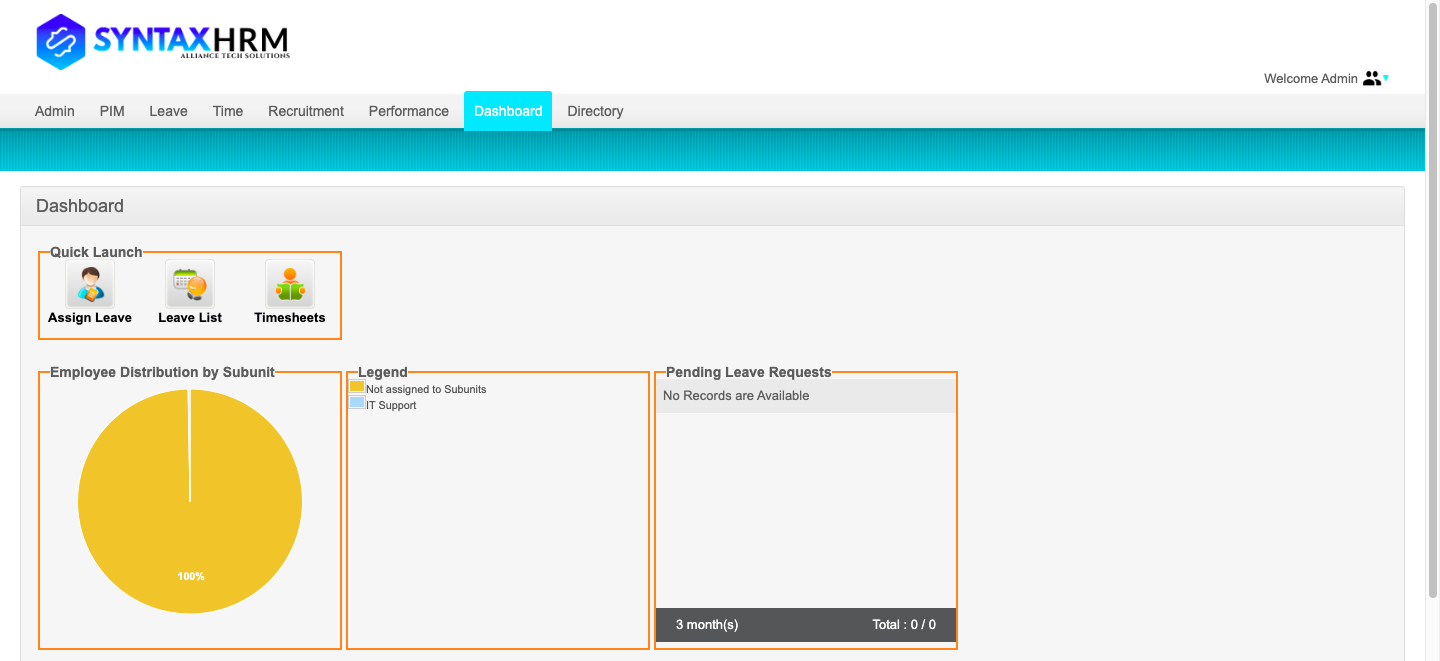 SYNTAXHRM
ALLIANCE TECH SOLUTIONS
Welcome Admin
Admin PIM Leave Time Recruitment Performance Dashboard Directory
Dashboard
Quick Launch
Assign Leave Leave List Timesheets
Employee Distribution by Subunit
100%
Legend
Not assigned to Subunits
IT Support
Pending Leave Requests
No Records are Available
3 month(s) Total : 0 / 0